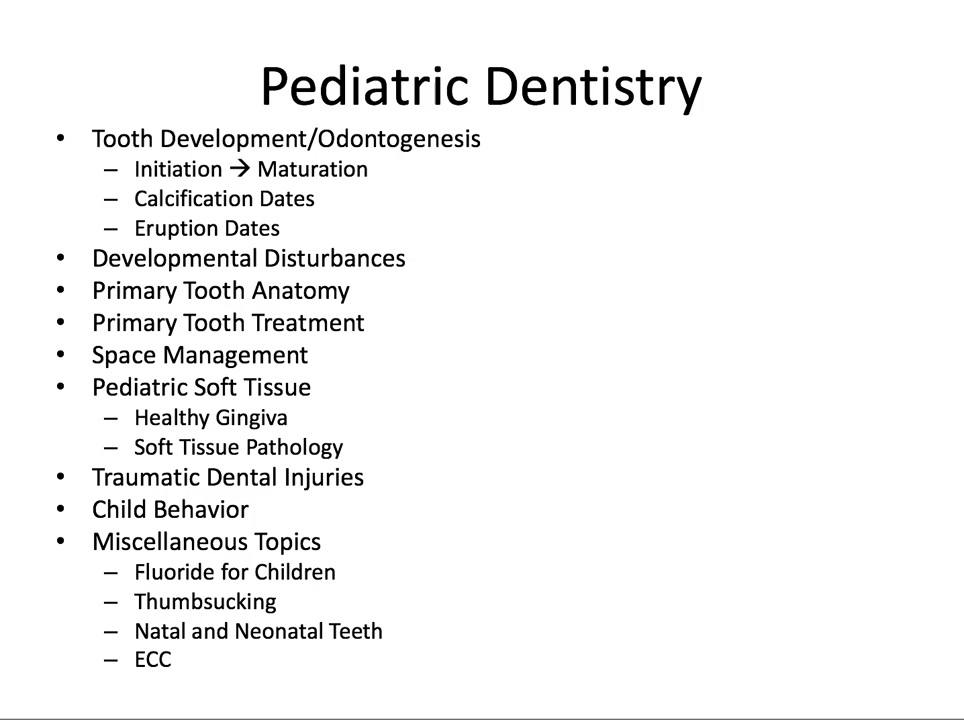 Pediatric Dentistry
• Tooth Development/Odontogenesis
– Initiation → Maturation
– Calcification Dates
– Eruption Dates
• Developmental Disturbances
• Primary Tooth Anatomy
• Primary Tooth Treatment
• Space Management
• Pediatric Soft Tissue
– Healthy Gingiva
– Soft Tissue Pathology
• Traumatic Dental Injuries
• Child Behavior
• Miscellaneous Topics
– Fluoride for Children
– Thumbsucking
– Natal and Neonatal Teeth
– ECC